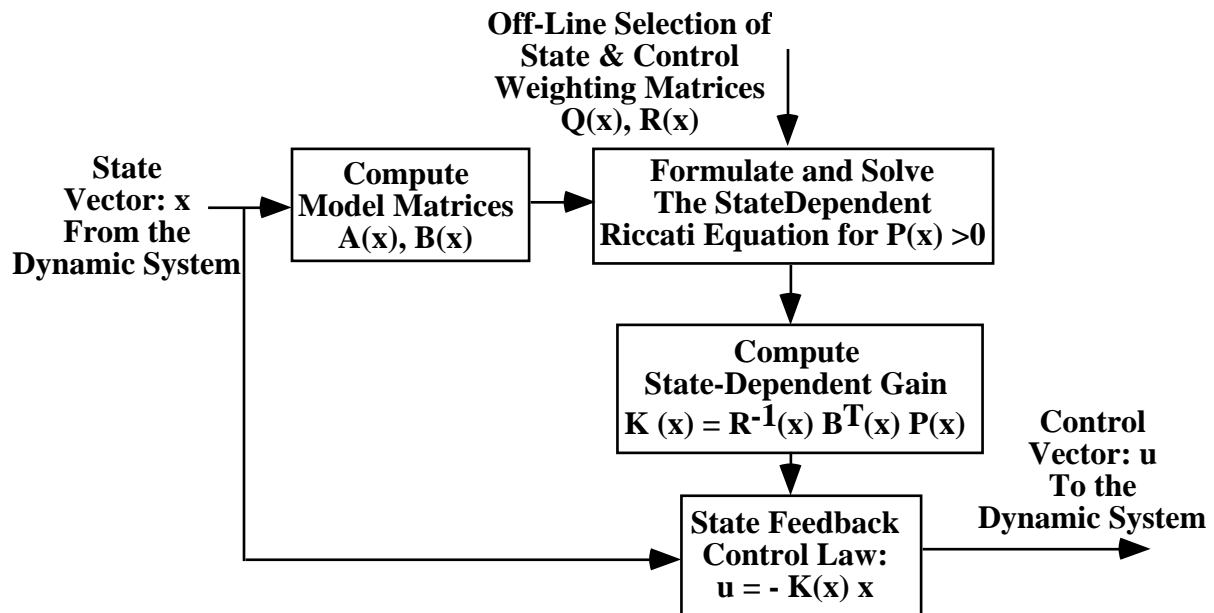 Off-Line Selection of
State & Control
Weighting Matrices
Q(x), R(x)
State
Vector: x
From the
Dynamic System
Compute
Model Matrices
A(x), B(x)
Formulate and Solve
The StateDependent
Riccati Equation for P(x) >0
Compute
State-Dependent Gain
K (x) = R⁻¹(x) Bᵀ(x) P(x)
State Feedback
Control Law:
u = - K(x) x
Control
Vector: u
To the
Dynamic System